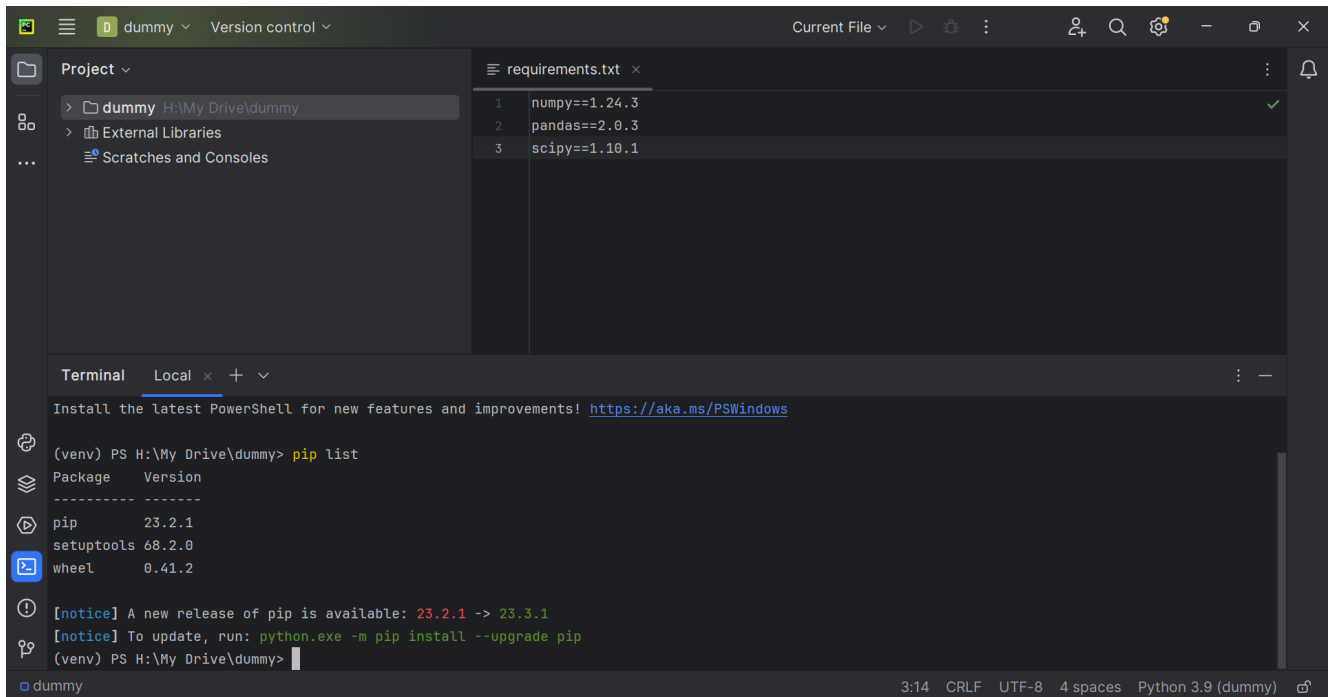 PC D dummy Version control Current File
Project
dummy H:\My Drive\dummy
External Libraries
Scratches and Consoles
requirements.txt
1 numpy==1.24.3
2 pandas==2.0.3
3 scipy==1.10.1
Terminal Local
Install the latest PowerShell for new features and improvements! https://aka.ms/PSWindows
(venv) PS H:\My Drive\dummy> pip list
Package    Version
---------- -------
pip        23.2.1
setuptools 68.2.0
wheel      0.41.2
[notice] A new release of pip is available: 23.2.1 -> 23.3.1
[notice] To update, run: python.exe -m pip install --upgrade pip
(venv) PS H:\My Drive\dummy>
dummy 3:14 CRLF UTF-8 4 spaces Python 3.9 (dummy)